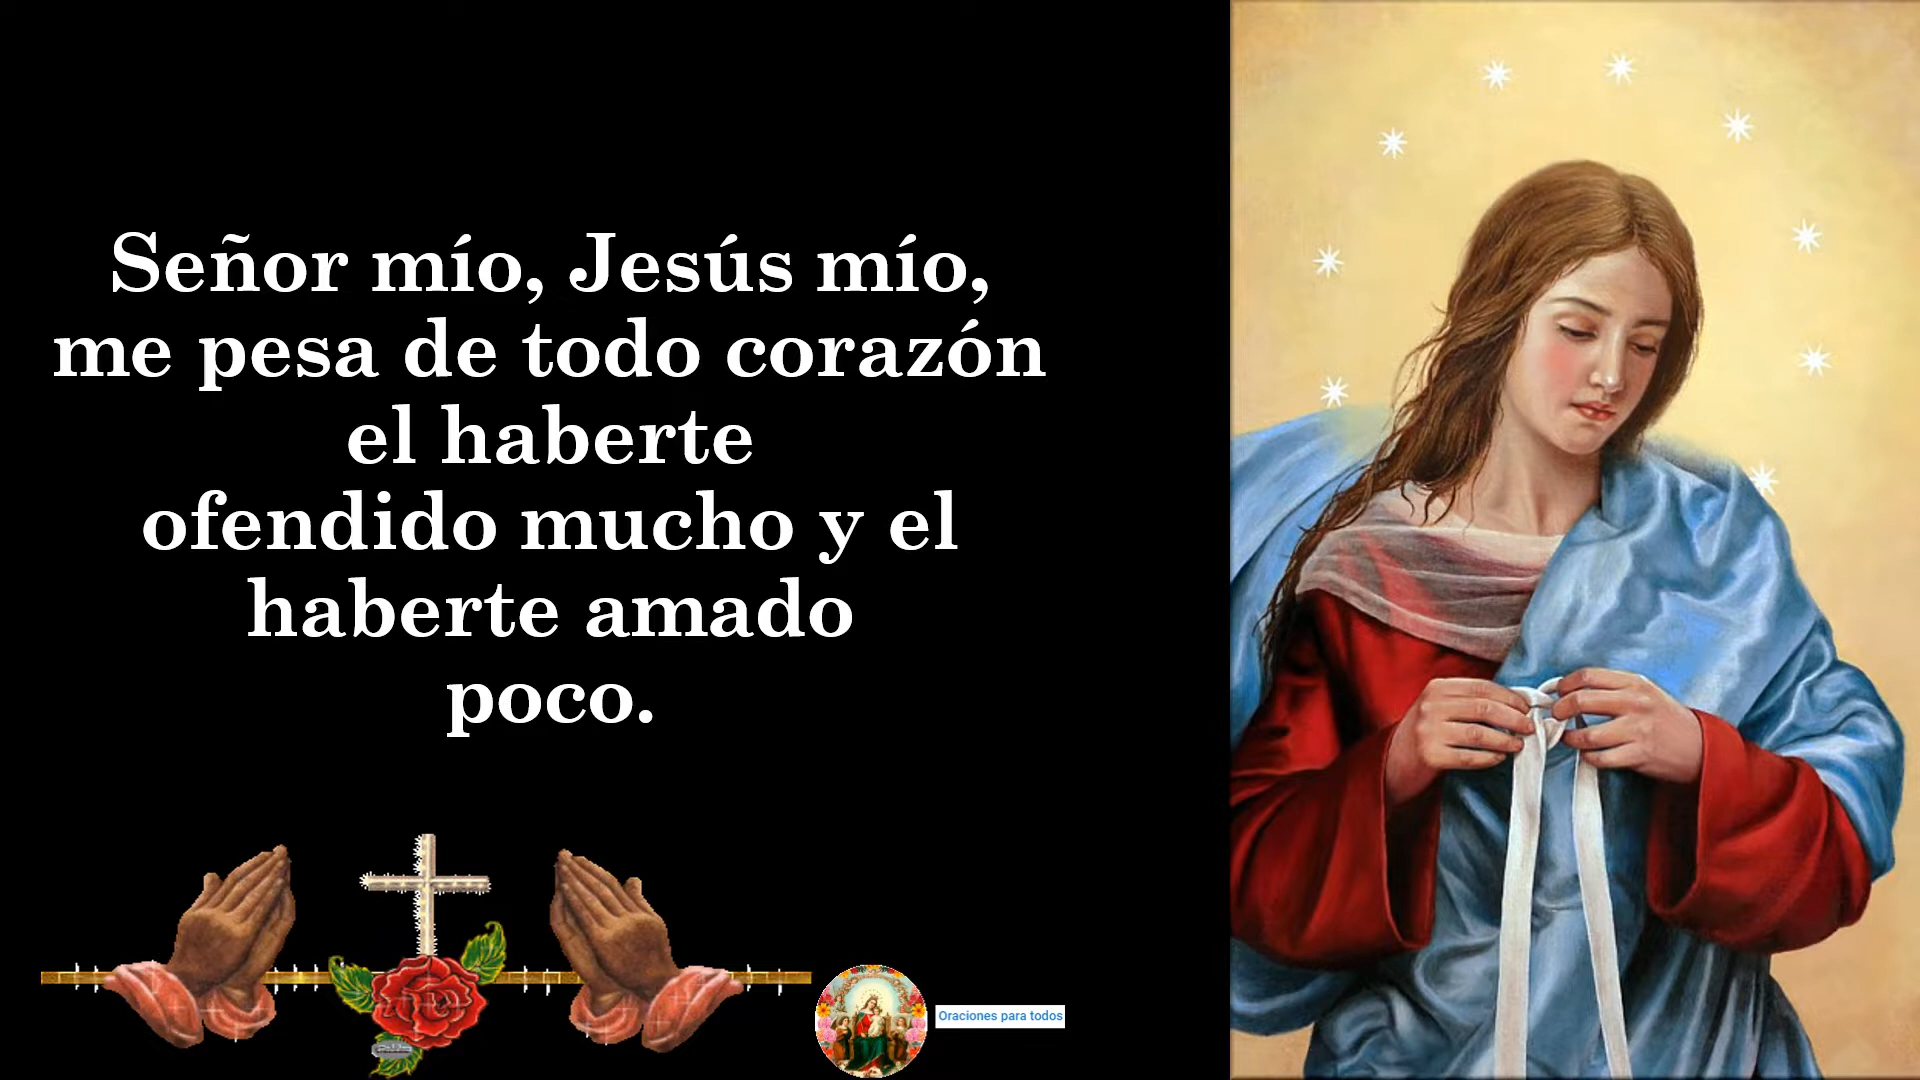 Señor mío, Jesús mío,
me pesa de todo corazón
el haberte
ofendido mucho y el
haberte amado
poco.
Oraciones para todos